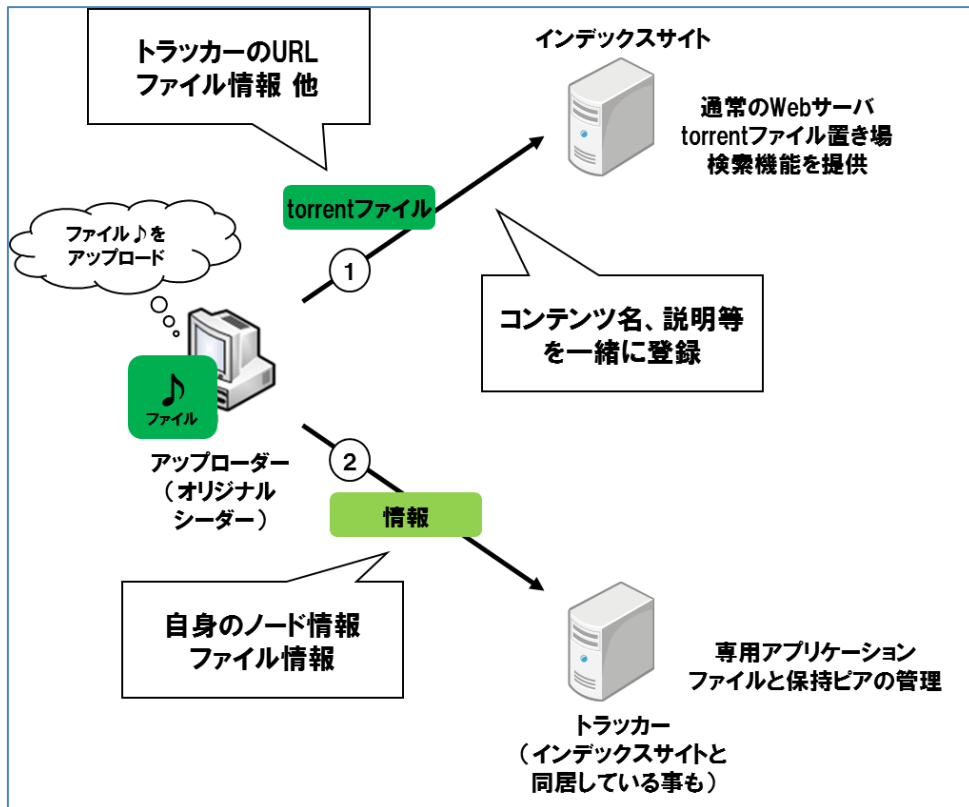 トラッカーのURL
ファイル情報 他
インデックスサイト
通常のWebサーバ
torrentファイル置き場
検索機能を提供
torrentファイル
ファイル♪を
アップロード
1
コンテンツ名、説明等
を一緒に登録
♪
ファイル
アップローダー
（オリジナル
シーダー）
2
情報
自身のノード情報
ファイル情報
専用アプリケーション
ファイルと保持ピアの管理
トラッカー
（インデックスサイトと
同居している事も）